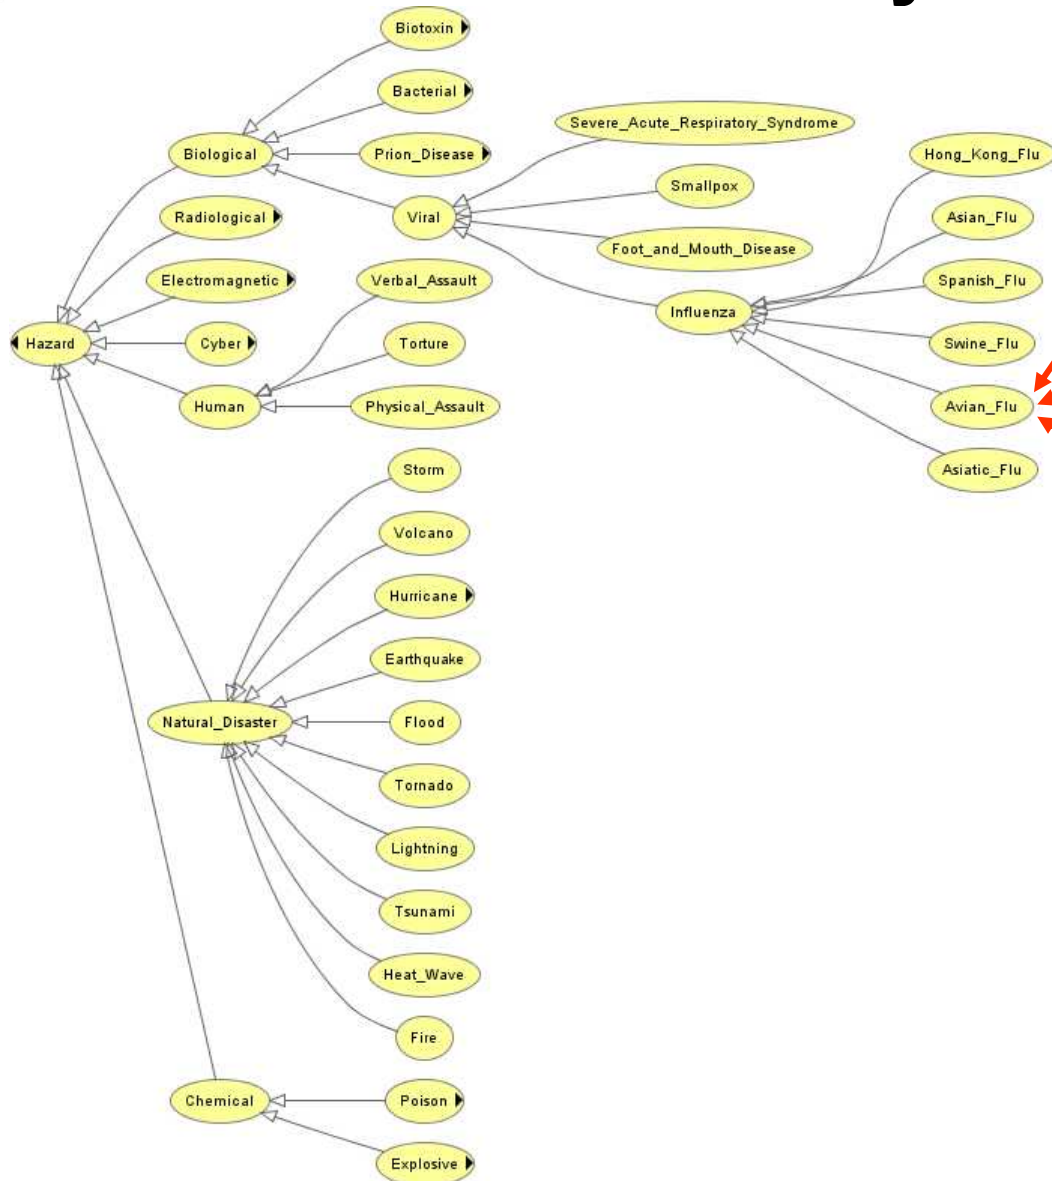 Biotoxin
Bacterial
Severe_Acute_Respiratory_Syndrome
Biological
Prion_Disease
Hong_Kong_Flu
Smallpox
Radiological
Viral
Asian_Flu
Foot_and_Mouth_Disease
Electromagnetic
Verbal_Assault
Spanish_Flu
Influenza
Hazard
Cyber
Torture
Swine_Flu
Human
Physical_Assault
Avian_Flu
Storm
Asiatic_Flu
Volcano
Hurricane
Earthquake
Natural_Disaster
Flood
Tornado
Lightning
Tsunami
Heat_Wave
Fire
Chemical
Poison
Explosive